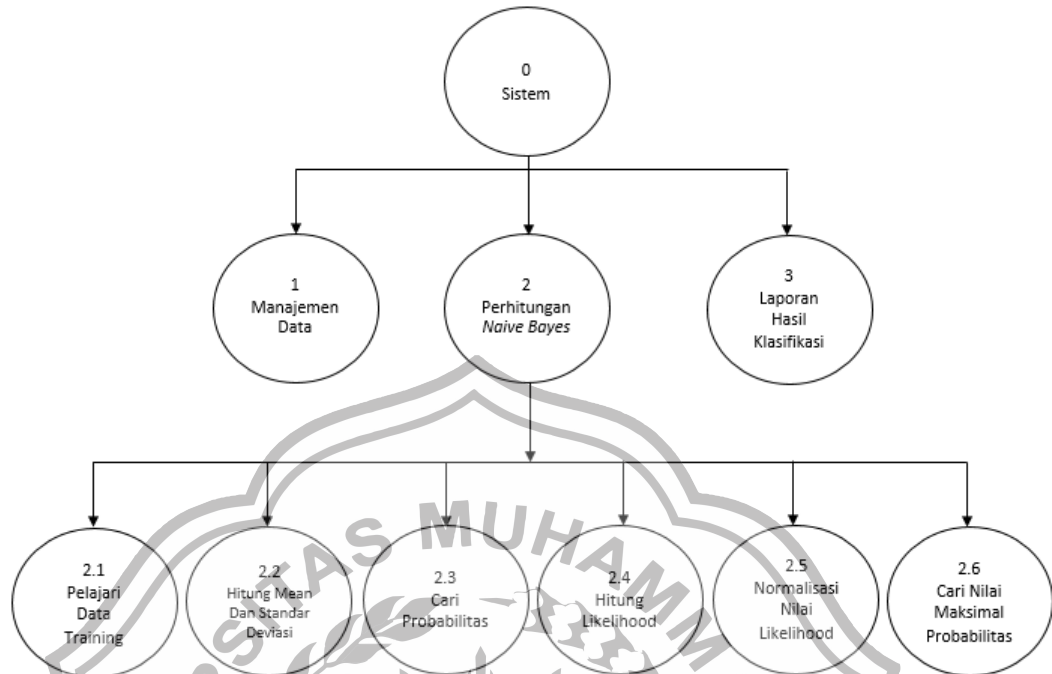 0
Sistem
1
Manajemen
Data
2
Perhitungan
Naive Bayes
3
Laporan
Hasil
Klasifikasi
2.1
Pelajari
Data
Training
2.2
Hitung Mean
Dan Standar
Deviasi
2.3
Cari
Probabilitas
2.4
Hitung
Likelihood
2.5
Normalisasi
Nilai
Likelihood
2.6
Cari Nilai
Maksimal
Probabilitas
SITAS MUHAMM